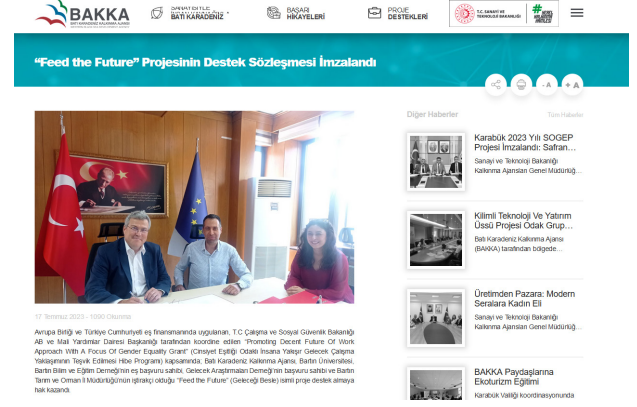 BAKKA
BATI KARADENİZ KALKINMA AJANSI
SANAYİSİYLE
BATI KARADENİZ
BAŞARI
HİKAYELERİ
PROJE
DESTEKLERİ
T.C. SANAYİ VE
TEKNOLOJİ BAKANLIĞI
“Feed the Future” Projesinin Destek Sözleşmesi İmzalandı
- A
+ A
17 Temmuz 2023 - 1090 Okunma
Avrupa Birliği ve Türkiye Cumhuriyeti eş finansmanında uygulanan, T.C Çalışma ve Sosyal Güvenlik Bakanlığı
AB ve Mali Yardımlar Dairesi Başkanlığı tarafından koordine edilen “Promoting Decent Future Of Work
Approach With A Focus Of Gender Equality Grant” (Cinsiyet Eşitliği Odaklı İnsana Yakışır Gelecek Çalışma
Yaklaşımının Teşvik Edilmesi Hibe Programı) kapsamında; Batı Karadeniz Kalkınma Ajansı, Bartın Üniversitesi,
Bartın Bilim ve Eğitim Derneği'nin eş başvuru sahibi, Gelecek Araştırmaları Derneği'nin başvuru sahibi ve Bartın
Tarım ve Orman İl Müdürlüğü'nün iştirakçi olduğu “Feed the Future” (Geleceği Besle) isimli proje destek almaya
hak kazandı.
Diğer Haberler
Tüm Haberler
Karabük 2023 Yılı SOGEP
Projesi İmzalandı: Safran...
Sanayi ve Teknoloji Bakanlığı
Kalkınma Ajansları Genel Müdürlüğ...
Kilimli Teknoloji Ve Yatırım
Üssü Projesi Odak Grup...
Batı Karadeniz Kalkınma Ajansı
(BAKKA) tarafından bölgede...
Üretimden Pazara: Modern
Seralara Kadın Eli
Sanayi ve Teknoloji Bakanlığı
Kalkınma Ajansları Genel Müdürlüğ...
BAKKA Paydaşlarına
Ekoturizm Eğitimi
Karabük Valiliği koordinasyonunda